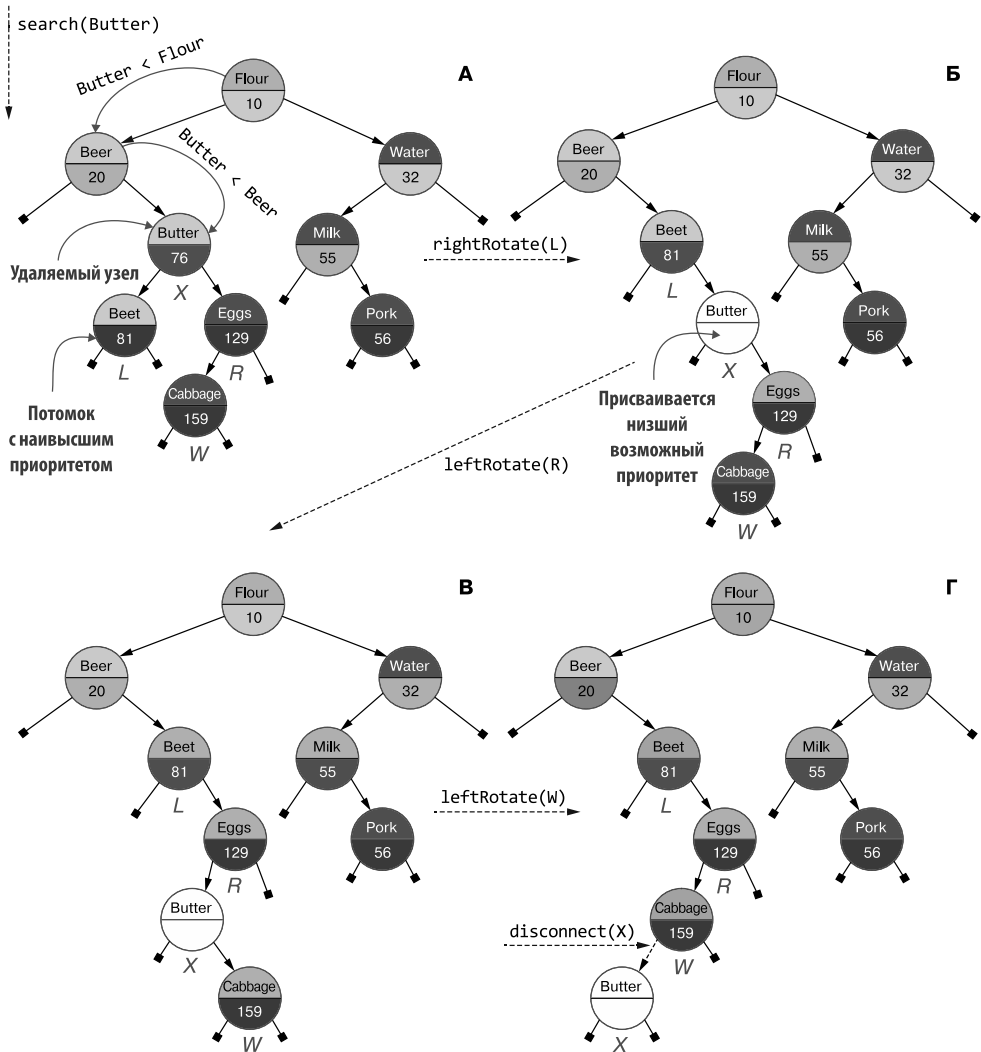 search(Butter)
Butter < Flour
А
Flour
10
Beer
20
Butter < Beer
Water
32
Butter
76
X
Удаляемый узел
Milk
55
Beet
81
L
Eggs
129
R
Pork
56
Cabbage
159
W
Потомок
с наивысшим
приоритетом
rightRotate(L)
Б
Flour
10
Beer
20
Water
32
Beet
81
L
Milk
55
Butter
X
Pork
56
Eggs
129
R
Присваивается
низший
возможный
приоритет
Cabbage
159
W
leftRotate(R)
В
Flour
10
Beer
20
Water
32
Beet
81
L
Milk
55
Eggs
129
R
Pork
56
Butter
X
Cabbage
159
W
leftRotate(W)
Г
Flour
10
Beer
20
Water
32
Beet
81
L
Milk
55
Eggs
129
R
Pork
56
Cabbage
159
W
disconnect(X)
Butter
X